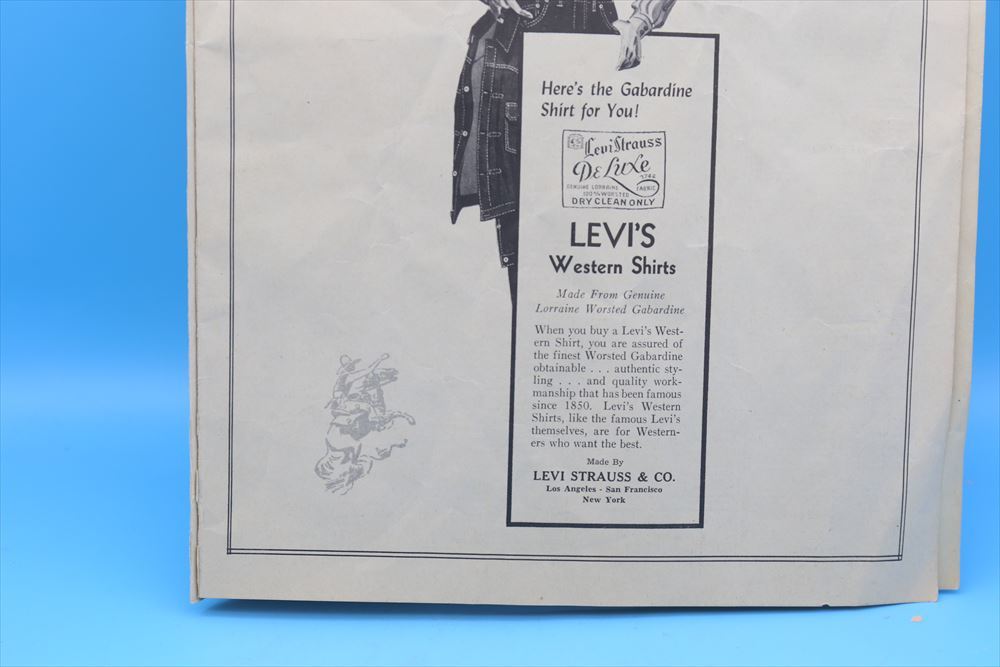 Here's the Gabardine
Shirt for You!
Levi Strauss
De Luxe
GENUINE LORRAINE FABRIC
100% WORSTED
DRY CLEAN ONLY
LEVI'S
Western Shirts
Made From Genuine
Lorraine Worsted Gabardine
When you buy a Levi's West-
ern Shirt, you are assured of
the finest Worsted Gabardine
obtainable . . . authentic sty-
ling . . . and quality work-
manship that has been famous
since 1850. Levi's Western
Shirts, like the famous Levi's
themselves, are for Western-
ers who want the best.
Made By
LEVI STRAUSS & CO.
Los Angeles - San Francisco
New York